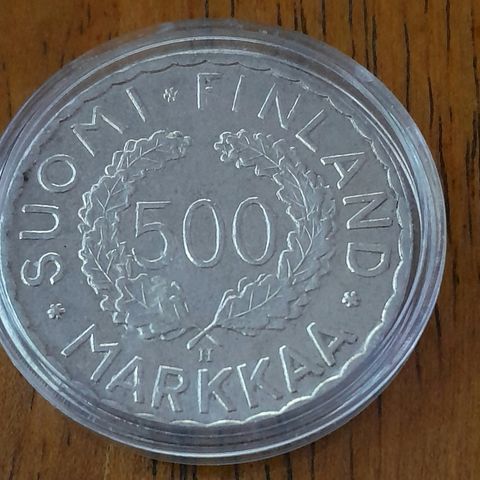 SUOMI * FINLAND
500
H
* MARKKAA *